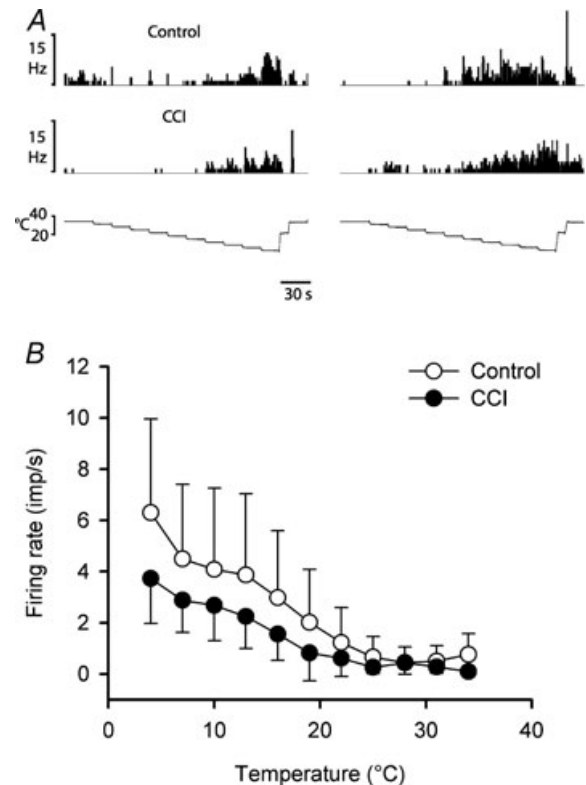 A
Control
15
Hz
CCI
15
Hz
°C
40
20
30 s
B
Control
CCI
Firing rate (imp/s)
12
10
8
6
4
2
0
0 10 20 30 40
Temperature (°C)